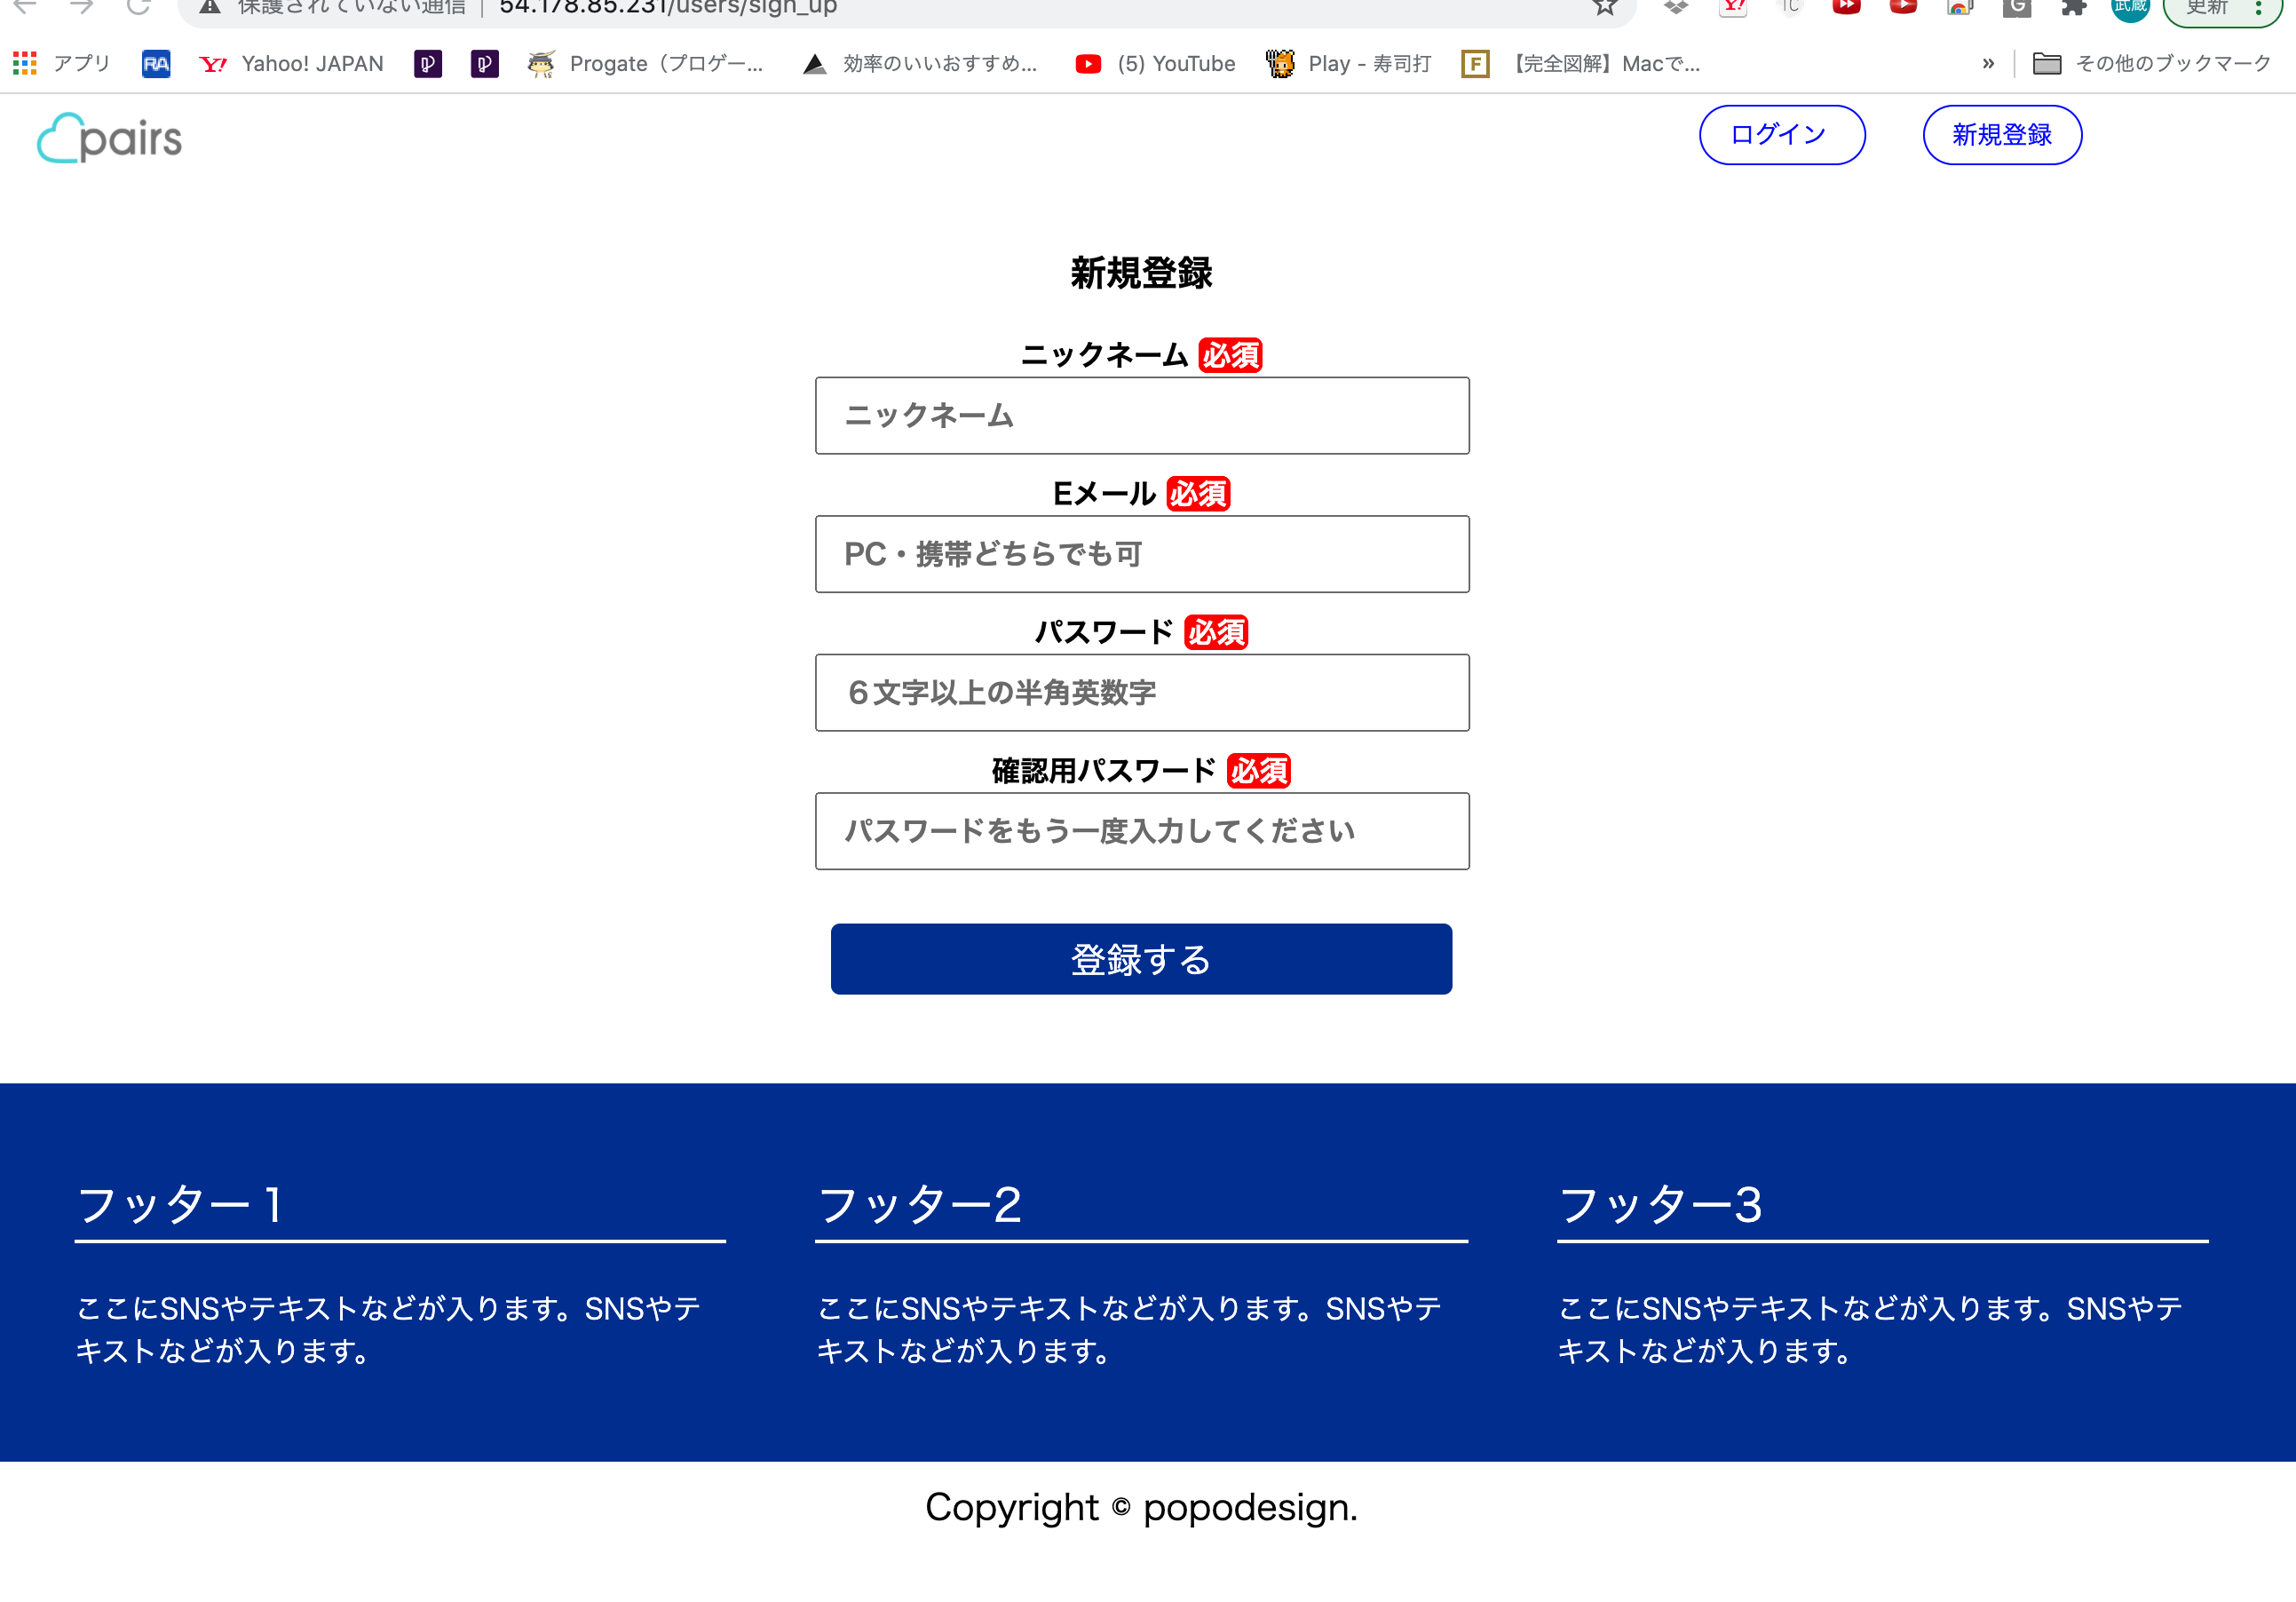 保護されていない通信 | 54.178.85.231/users/sign_up
武蔵
更新
アプリ
RA
Y! Yahoo! JAPAN
Progate（プロゲー...
効率のいいおすすめ...
(5) YouTube
Play - 寿司打
F 【完全図解】Macで...
»
その他のブックマーク
pairs
ログイン
新規登録
新規登録
ニックネーム 必須
ニックネーム
Eメール 必須
PC・携帯どちらでも可
パスワード 必須
６文字以上の半角英数字
確認用パスワード 必須
パスワードをもう一度入力してください
登録する
フッター１
ここにSNSやテキストなどが入ります。SNSやテ
キストなどが入ります。
フッター2
ここにSNSやテキストなどが入ります。SNSやテ
キストなどが入ります。
フッター3
ここにSNSやテキストなどが入ります。SNSやテ
キストなどが入ります。
Copyright © popodesign.